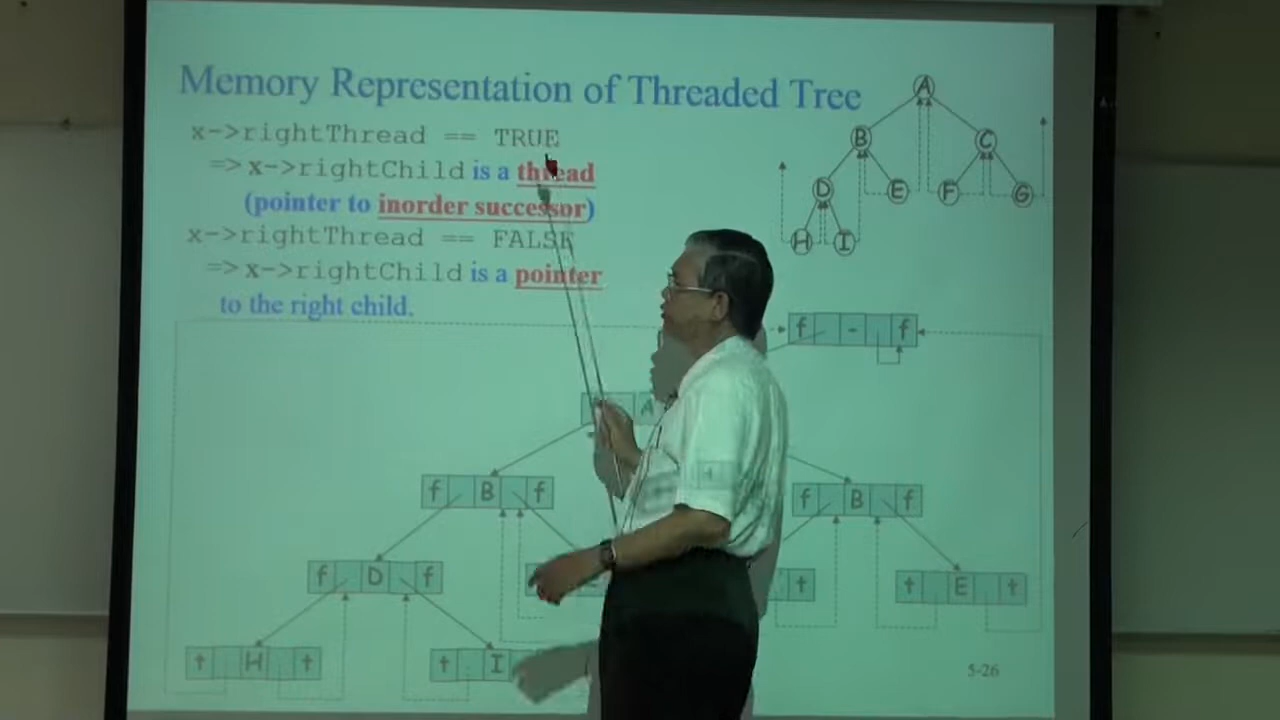 Memory Representation of Threaded Tree
x->rightThread == TRUE
=> x->rightChild is a thread
(pointer to inorder successor)
x->rightThread == FALSE
=> x->rightChild is a pointer
to the right child.
A
B C
D E F G
H I
f - f
A
f B f
f B f
f D f
t
t E t
t H t
t I
5-26